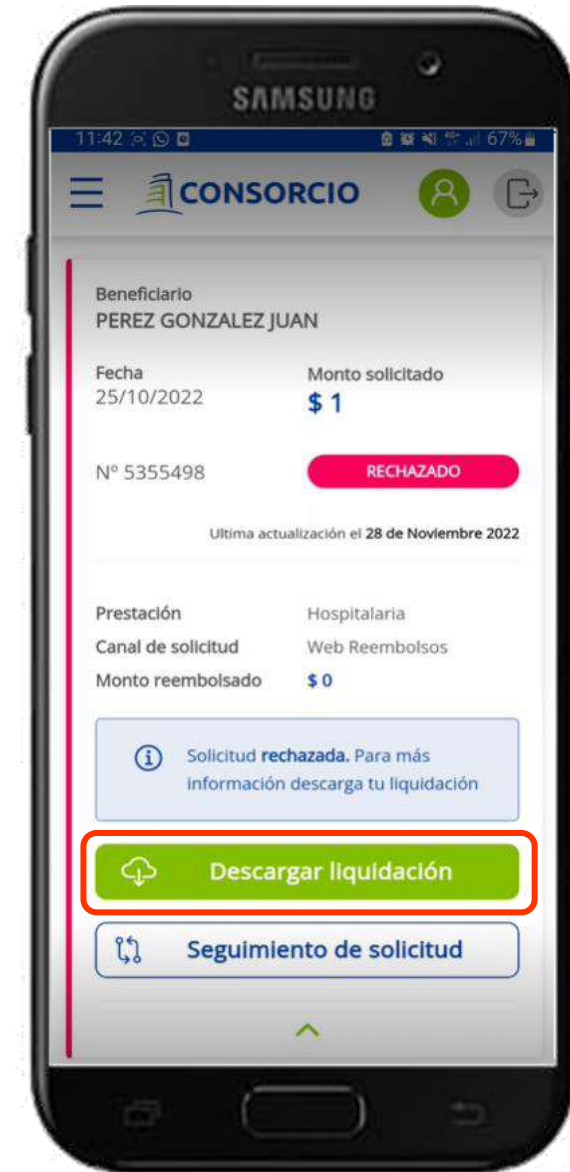 SAMSUNG
11:42 67%
CONSORCIO
Beneficiario
PEREZ GONZALEZ JUAN
Fecha Monto solicitado
25/10/2022 $ 1
N° 5355498 RECHAZADO
Ultima actualización el 28 de Noviembre 2022
Prestación Hospitalaria
Canal de solicitud Web Reembolsos
Monto reembolsado $ 0
Solicitud rechazada. Para más
información descarga tu liquidación
Descargar liquidación
Seguimiento de solicitud